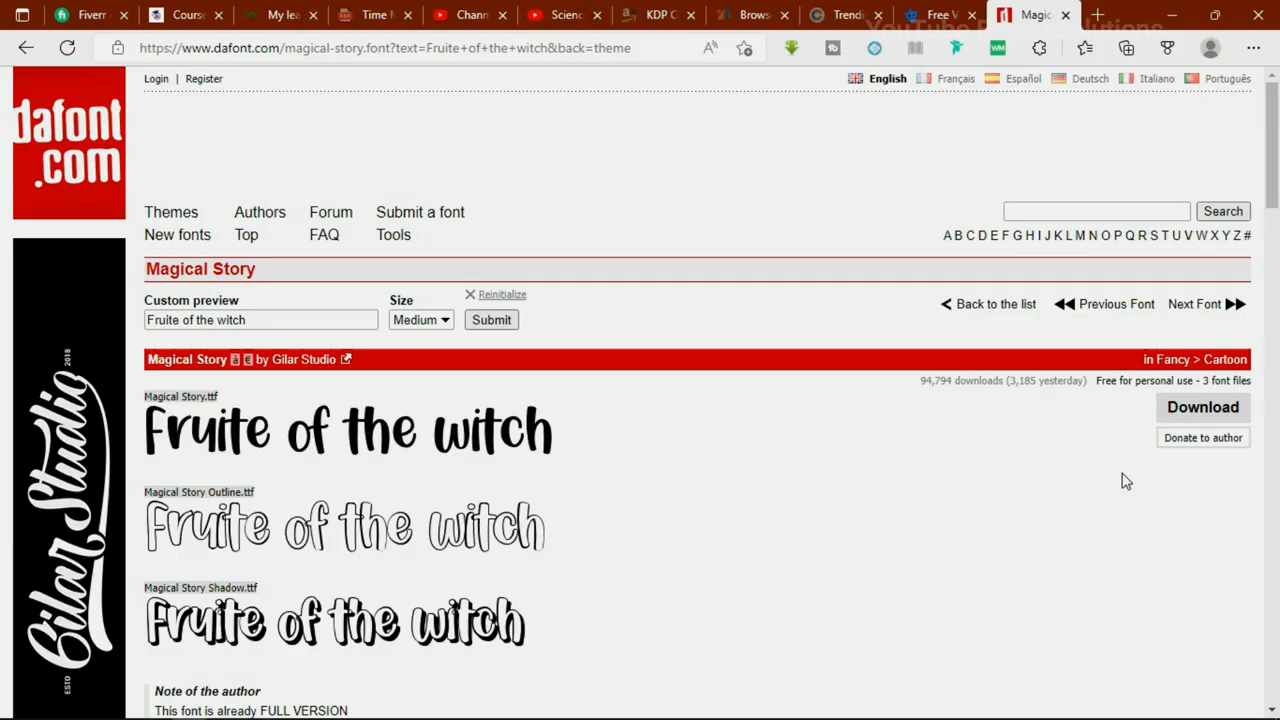 Fiverr
Course
My lea
Time M
Chann
Scienc
KDP C
Brows
Trendi
Free V
Magic
https://www.dafont.com/magical-story.font?text=Fruite+of+the+witch&back=theme
Login | Register
English Français Español Deutsch Italiano Português
dafont
.com
Themes Authors Forum Submit a font
Search
New fonts Top FAQ Tools
A B C D E F G H I J K L M N O P Q R S T U V W X Y Z #
Magical Story
Custom preview Size Reinitialize
Fruite of the witch Medium Submit
Back to the list Previous Font Next Font
Magical Story à € by Gilar Studio
in Fancy > Cartoon
94,794 downloads (3,185 yesterday) Free for personal use - 3 font files
Magical Story.ttf
Fruite of the witch
Download
Donate to author
Magical Story Outline.ttf
Fruite of the witch
Magical Story Shadow.ttf
Fruite of the witch
Gilar Studio
ESTD 2018
Note of the author
This font is already FULL VERSION